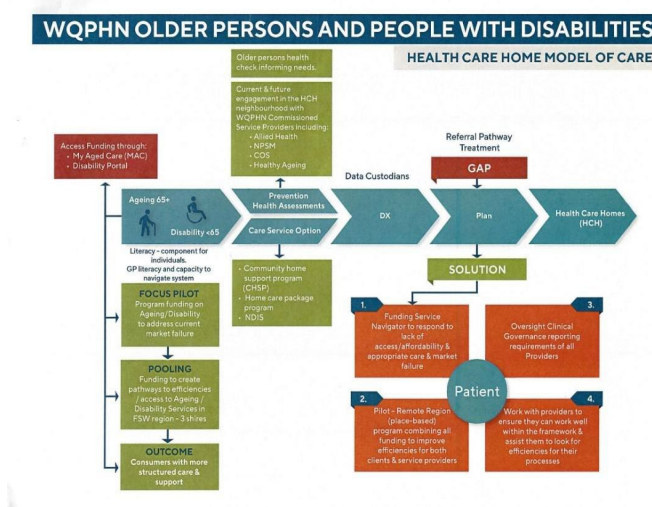 WQPHN OLDER PERSONS AND PEOPLE WITH DISABILITIES
HEALTH CARE HOME MODEL OF CARE
Older persons health
check informing needs.
Current & future
engagement in the HCH
neighbourhood with
WQPHN Commissioned
Service Providers including:
• Allied Health
• NPSM
• COS
• Healthy Ageing
Access Funding through:
• My Aged Care (MAC)
• Disability Portal
Referral Pathway
Treatment
GAP
Data Custodians
Ageing 65+
Disability <65
Prevention
Health Assessments
Care Service Option
DX
Plan
Health Care Homes
(HCH)
Literacy - component for
individuals.
GP literacy and capacity to
navigate system
• Community home
support program
(CHSP)
• Home care package
program
• NDIS
SOLUTION
FOCUS PILOT
Program funding on
Ageing/Disability
to address current
market failure
POOLING
Funding to create
pathways to efficiencies
/ access to Ageing /
Disability Services in
FSW region - 3 shires
OUTCOME
Consumers with more
structured care &
support
1.
Funding Service
Navigator to respond to
lack of
access/affordability &
appropriate care & market
failure
3.
Oversight Clinical
Governance reporting
requirements of all
Providers
Patient
2.
Pilot - Remote Region
(place-based)
program combining all
funding to improve
efficiencies for both
clients & service providers
4.
Work with providers to
ensure they can work well
within the framework &
assist them to look for
efficiencies for their
processes